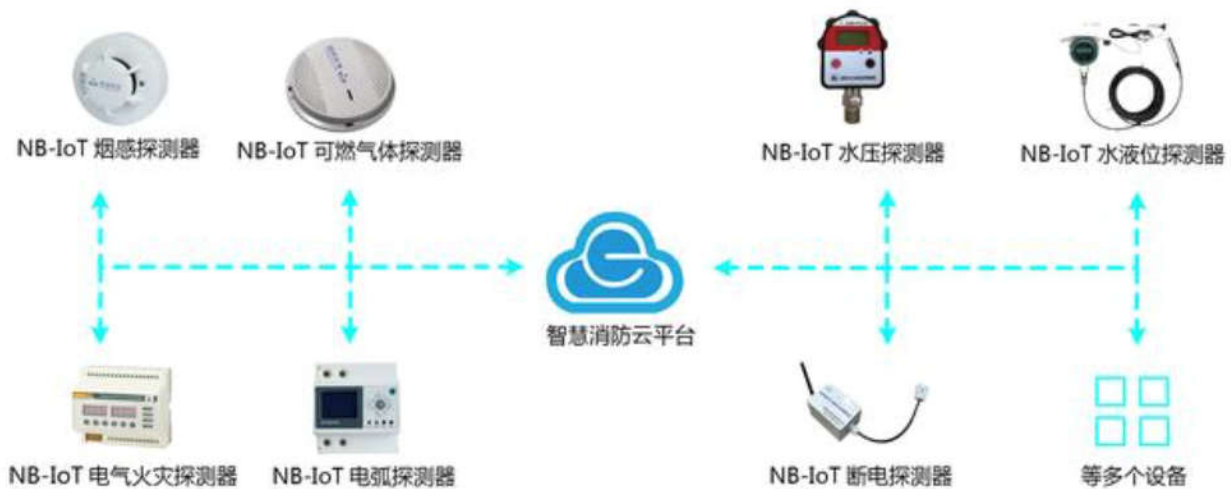 NB-IoT 烟感探测器
NB-IoT 可燃气体探测器
NB-IoT 水压探测器
NB-IoT 水液位探测器
智慧消防云平台
NB-IoT 电气火灾探测器
NB-IoT 电弧探测器
NB-IoT 断电探测器
等多个设备